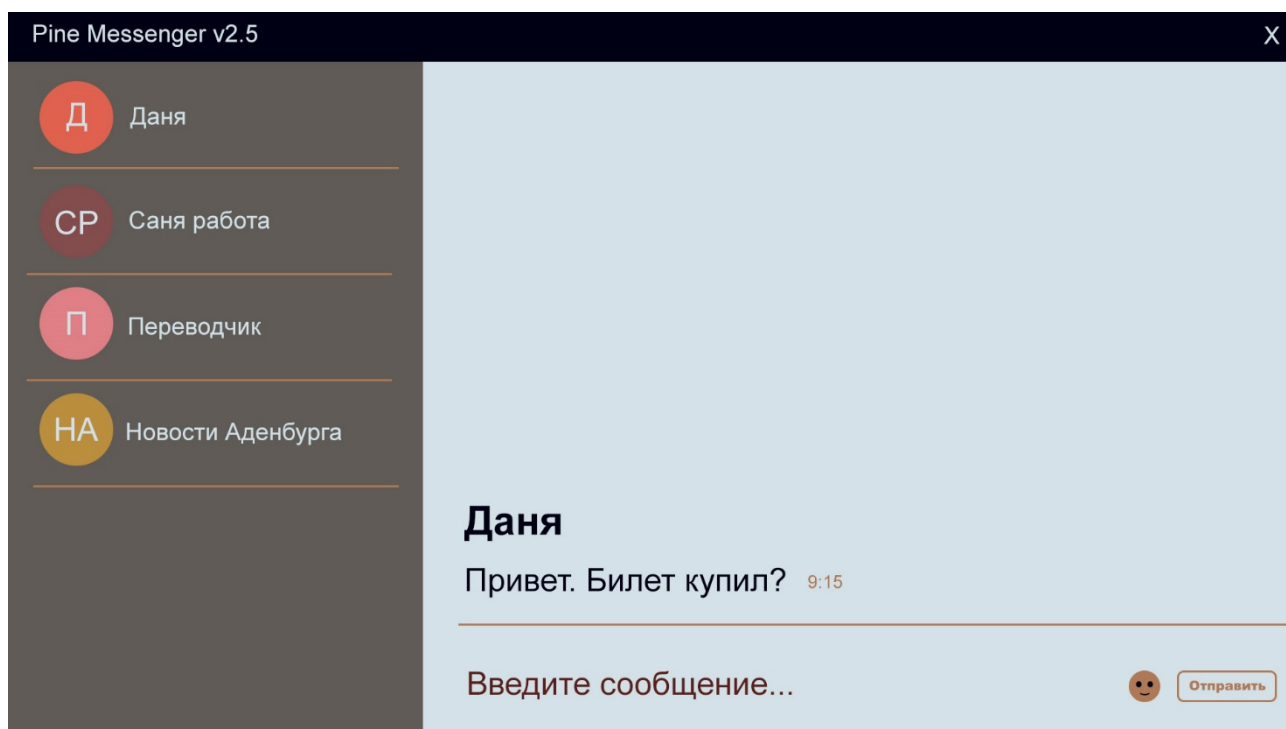 Pine Messenger v2.5 X
Д Даня
СР Саня работа
П Переводчик
НА Новости Аденбурга
Даня
Привет. Билет купил? 9:15
Введите сообщение...
Отправить